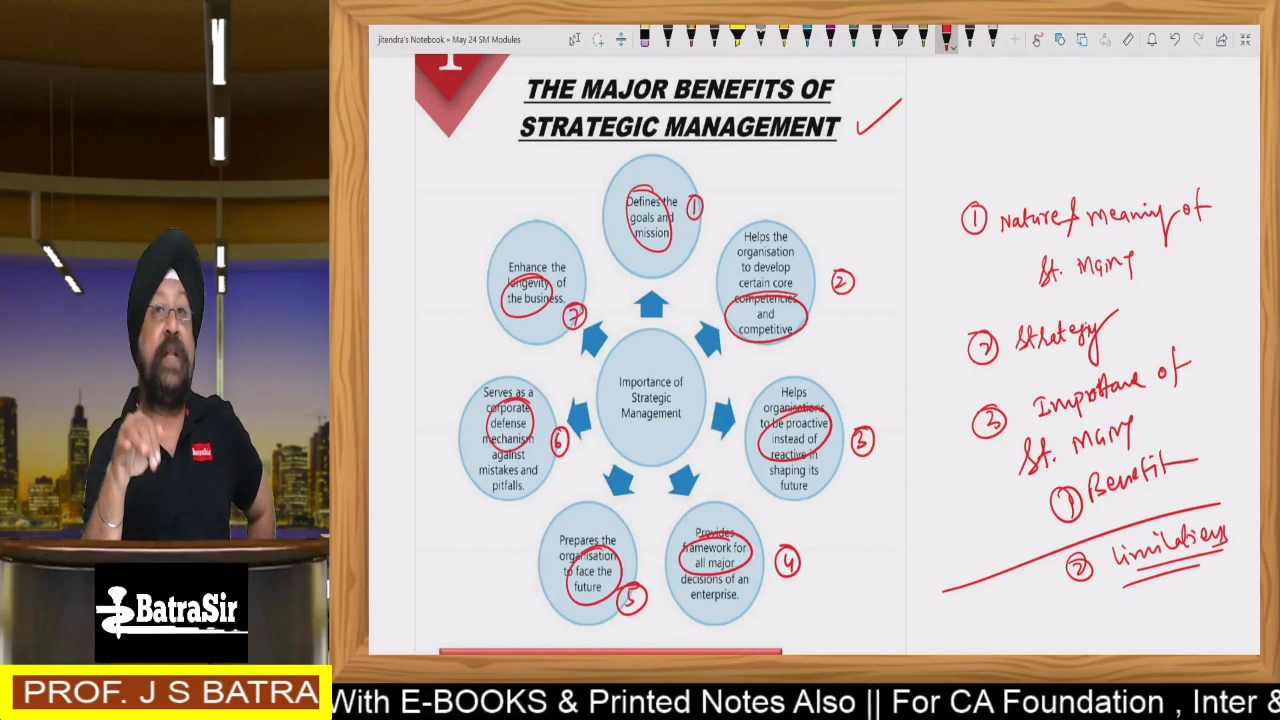 jitendra's Notebook » May 24 SM Modules
THE MAJOR BENEFITS OF
STRATEGIC MANAGEMENT
Defines the
goals and
mission
1
Helps the
organisation
to develop
certain core
competencies
and
competitive
2
Helps
organisations
to be proactive
instead of
reactive in
shaping its
future
3
Provides
framework for
all major
decisions of an
enterprise.
4
Prepares the
organisation
to face the
future
5
Serves as a
corporate
defense
mechanism
against
mistakes and
pitfalls.
6
Enhance the
longevity of
the business.
7
Importance of
Strategic
Management
1 Nature & Meaning of
St. Mgmy
2 Strategy
3 Importance of
St. Mgmy
1 Benefit
2 limitations
BatraSir
BatraSir
PROF. J S BATRA
With E-BOOKS & Printed Notes Also || For CA Foundation , Inter &